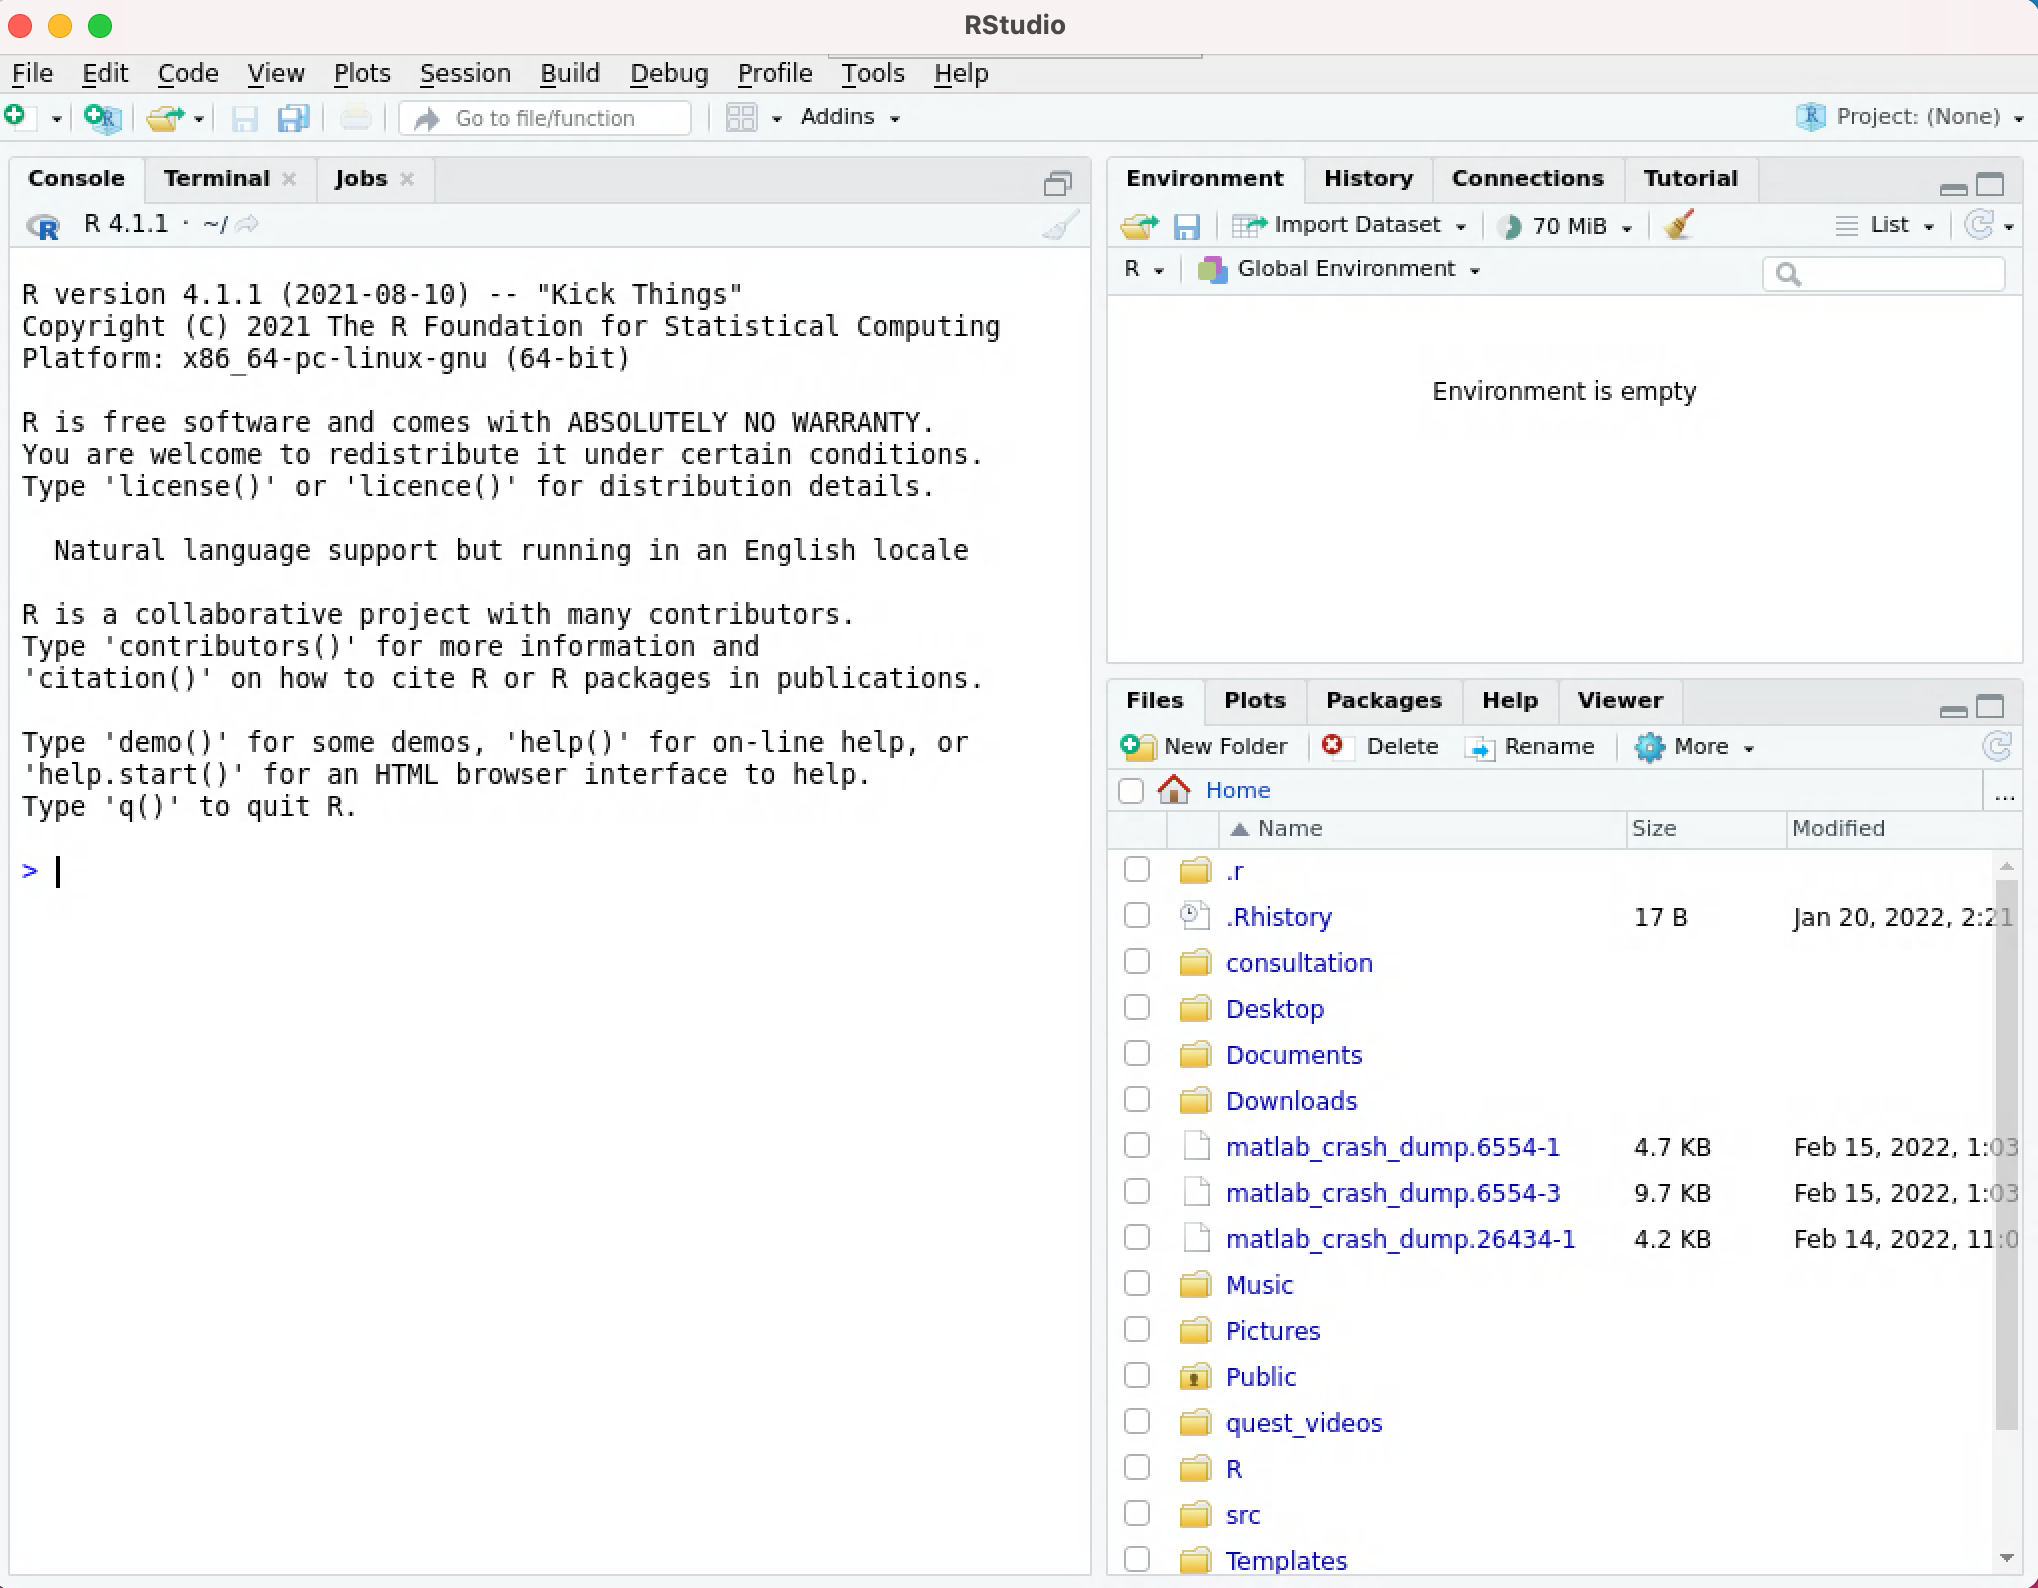 RStudio
File Edit Code View Plots Session Build Debug Profile Tools Help
Go to file/function Addins Project: (None)
Console Terminal Jobs
R 4.1.1 · ~/
R version 4.1.1 (2021-08-10) -- "Kick Things"
Copyright (C) 2021 The R Foundation for Statistical Computing
Platform: x86_64-pc-linux-gnu (64-bit)
R is free software and comes with ABSOLUTELY NO WARRANTY.
You are welcome to redistribute it under certain conditions.
Type 'license()' or 'licence()' for distribution details.
Natural language support but running in an English locale
R is a collaborative project with many contributors.
Type 'contributors()' for more information and
'citation()' on how to cite R or R packages in publications.
Type 'demo()' for some demos, 'help()' for on-line help, or
'help.start()' for an HTML browser interface to help.
Type 'q()' to quit R.
>
Environment History Connections Tutorial
Import Dataset 70 MiB List
R Global Environment
Environment is empty
Files Plots Packages Help Viewer
New Folder Delete Rename More
Home ...
Name Size Modified
.r
.Rhistory 17 B Jan 20, 2022, 2:21
consultation
Desktop
Documents
Downloads
matlab_crash_dump.6554-1 4.7 KB Feb 15, 2022, 1:03
matlab_crash_dump.6554-3 9.7 KB Feb 15, 2022, 1:03
matlab_crash_dump.26434-1 4.2 KB Feb 14, 2022, 11:0
Music
Pictures
Public
quest_videos
R
src
Templates